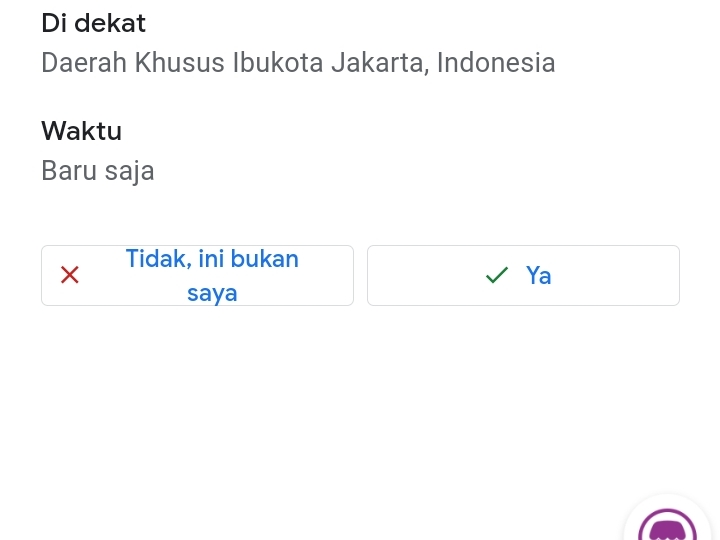 Di dekat
Daerah Khusus Ibukota Jakarta, Indonesia
Waktu
Baru saja
Tidak, ini bukan
saya
Ya